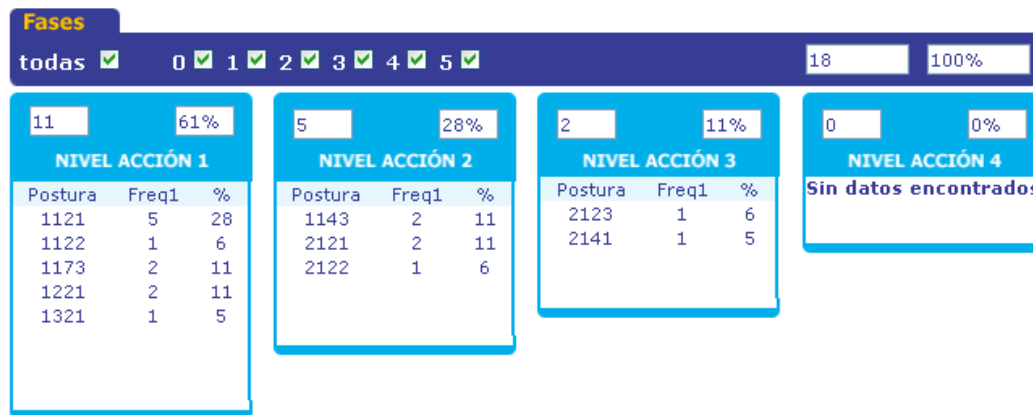 Fases
todas 0 1 2 3 4 5 18 100%
11 61%
NIVEL ACCIÓN 1
Postura Freq1 %
1121 5 28
1122 1 6
1173 2 11
1221 2 11
1321 1 5
5 28%
NIVEL ACCIÓN 2
Postura Freq1 %
1143 2 11
2121 2 11
2122 1 6
2 11%
NIVEL ACCIÓN 3
Postura Freq1 %
2123 1 6
2141 1 5
0 0%
NIVEL ACCIÓN 4
Sin datos encontrados